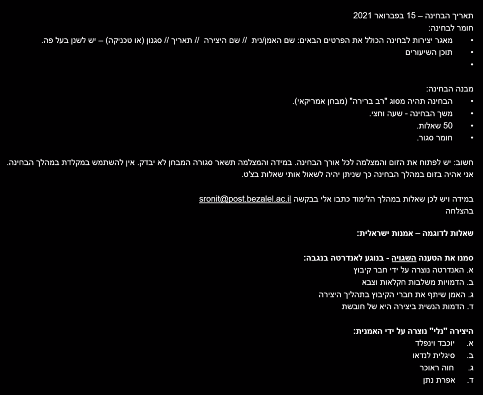 תאריך הבחינה – 15 בפברואר 2021
חומר לבחינה:
• מאגר יצירות לבחינה הכולל את הפרטים הבאים: שם האמן/נית // שם היצירה // תאריך // סגנון (או טכניקה) – יש לשנן בעל פה.
• תוכן השיעורים
•
מבנה הבחינה:
• הבחינה תהיה מסוג "רב ברירה" (מבחן אמריקאי).
• משך הבחינה - שעה וחצי.
• 50 שאלות.
• חומר סגור.
חשוב: יש לפתוח את הזום והמצלמה לכל אורך הבחינה. במידה והמצלמה תשאר סגורה המבחן לא יבדק. אין להשתמש במקלדת במהלך הבחינה.
אני אהיה בזום במהלך הבחינה כך שניתן יהיה לשאול אותי שאלות בצ'ט.
במידה ויש לכן שאלות במהלך הלימוד כתבו אלי בבקשה sronit@post.bezalel.ac.il
בהצלחה
שאלות לדוגמה – אמנות ישראלית:
סמנו את הטענה השגויה - בנוגע לאנדרטה בנגבה:
א. האנדרטה נוצרה על ידי חבר קיבוץ
ב. הדמויות משלבות חקלאות וצבא
ג. האמן שיתף את חברי הקיבוץ בתהליך היצירה
ד. הדמות הנשית ביצירה היא של חובשת
היצירה "נלי" נוצרה על ידי האמנית:
א. יוכבד וינפלד
ב. סיגלית לנדאו
ג. חוה ראוכר
ד. אפרת נתן